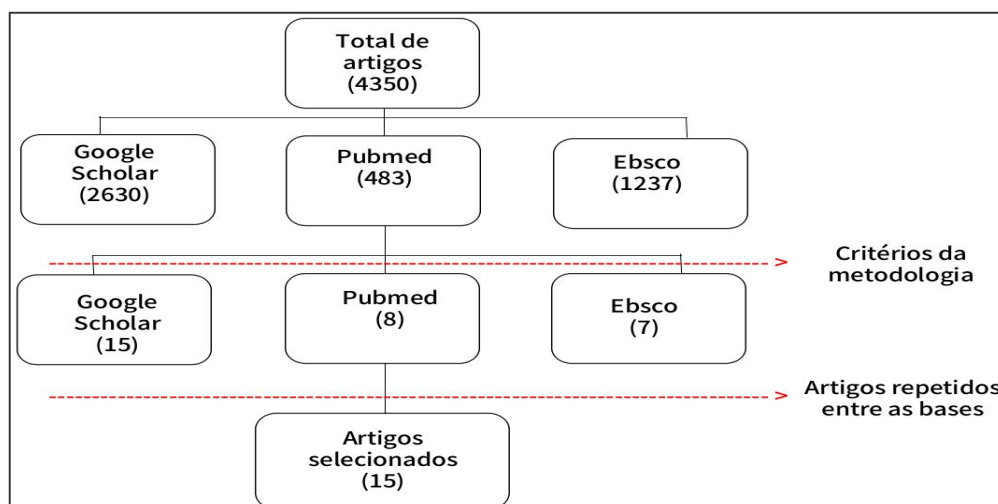 Total de
artigos
(4350)
Google
Scholar
(2630)
Pubmed
(483)
Ebsco
(1237)
Critérios da
metodologia
Google
Scholar
(15)
Pubmed
(8)
Ebsco
(7)
Artigos repetidos
entre as bases
Artigos
selecionados
(15)